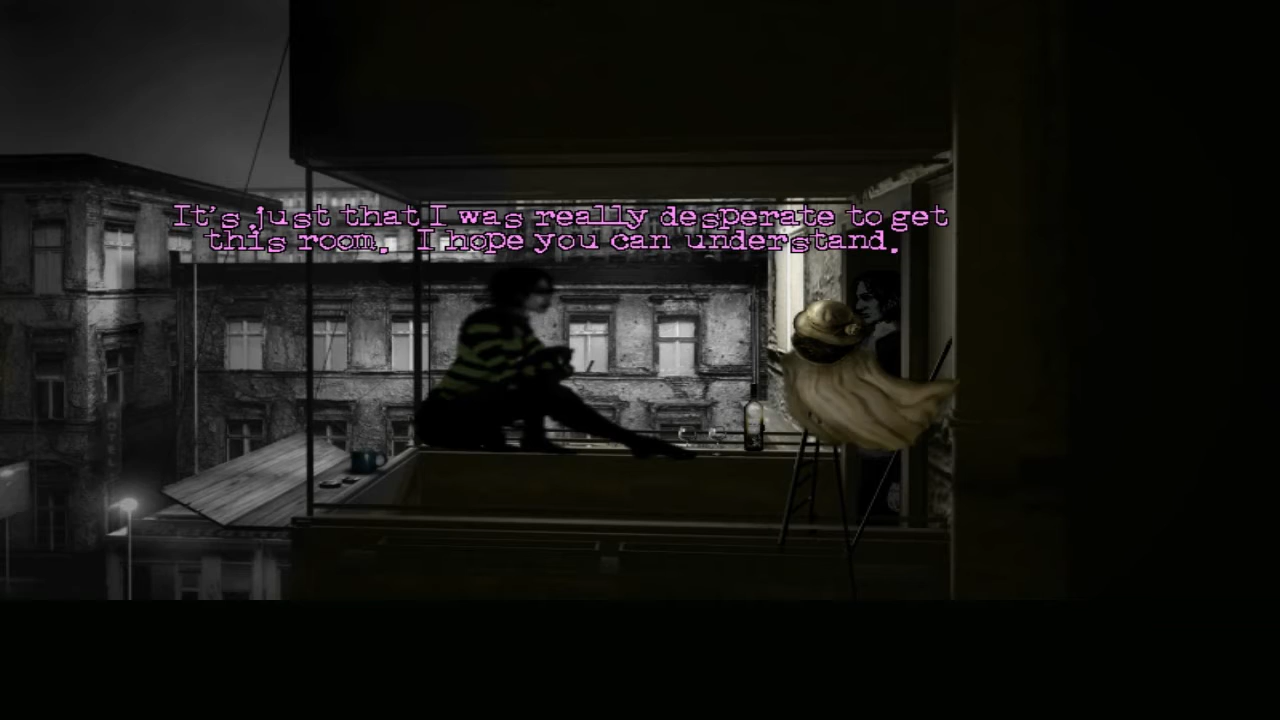 It's just that I was really desperate to get
this room. I hope you can understand.